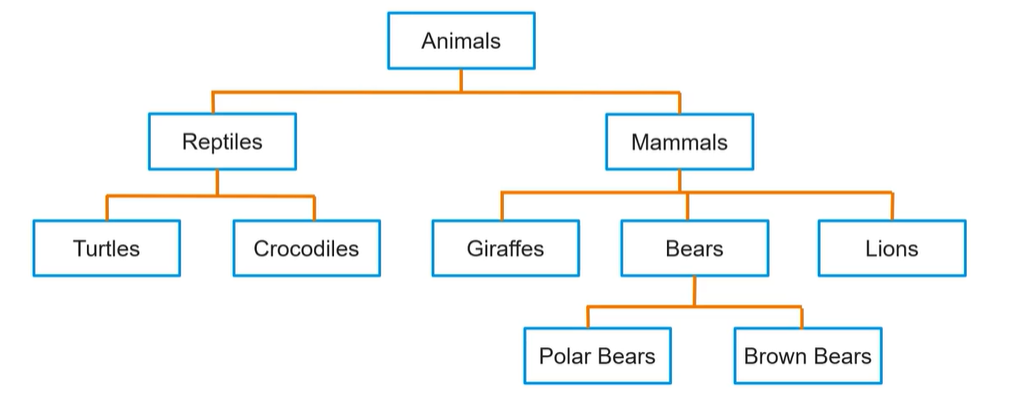 Animals
Reptiles
Mammals
Turtles
Crocodiles
Giraffes
Bears
Lions
Polar Bears
Brown Bears